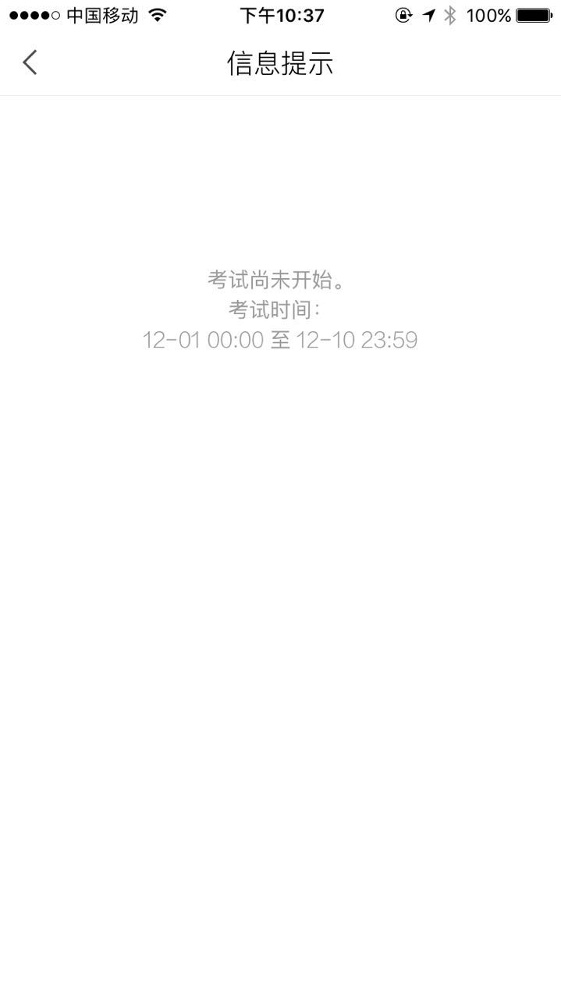 中国移动 下午10:37 100%
信息提示
考试尚未开始。
考试时间：
12-01 00:00 至 12-10 23:59